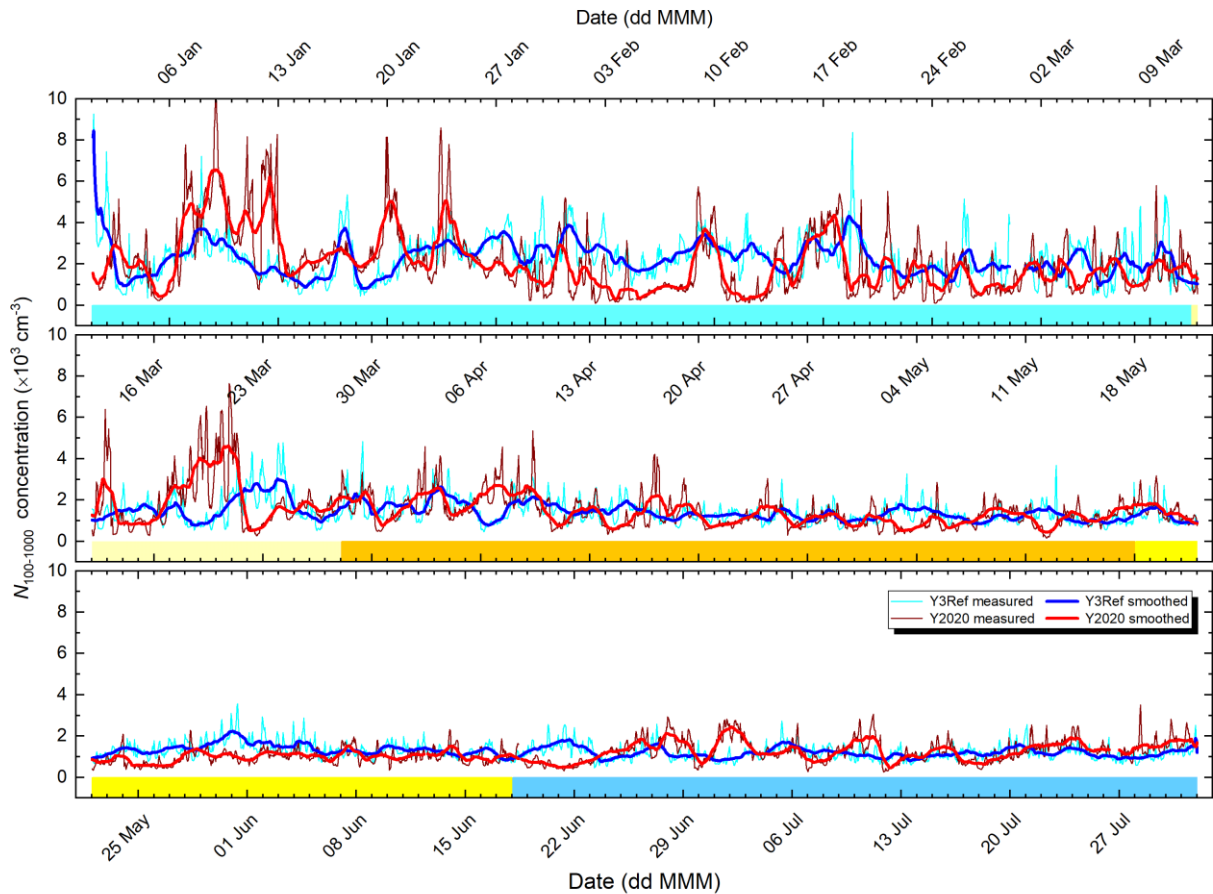 Date (dd MMM)
06 Jan 13 Jan 20 Jan 27 Jan 03 Feb 10 Feb 17 Feb 24 Feb 02 Mar 09 Mar
10
8
6
4
2
0
16 Mar 23 Mar 30 Mar 06 Apr 13 Apr 20 Apr 27 Apr 04 May 11 May 18 May
10
8
6
4
2
0
N100-1000 concentration (×10³ cm⁻³)
10
8
6
4
2
0
Y3Ref measured Y3Ref smoothed
Y2020 measured Y2020 smoothed
25 May 01 Jun 08 Jun 15 Jun 22 Jun 29 Jun 06 Jul 13 Jul 20 Jul 27 Jul
Date (dd MMM)